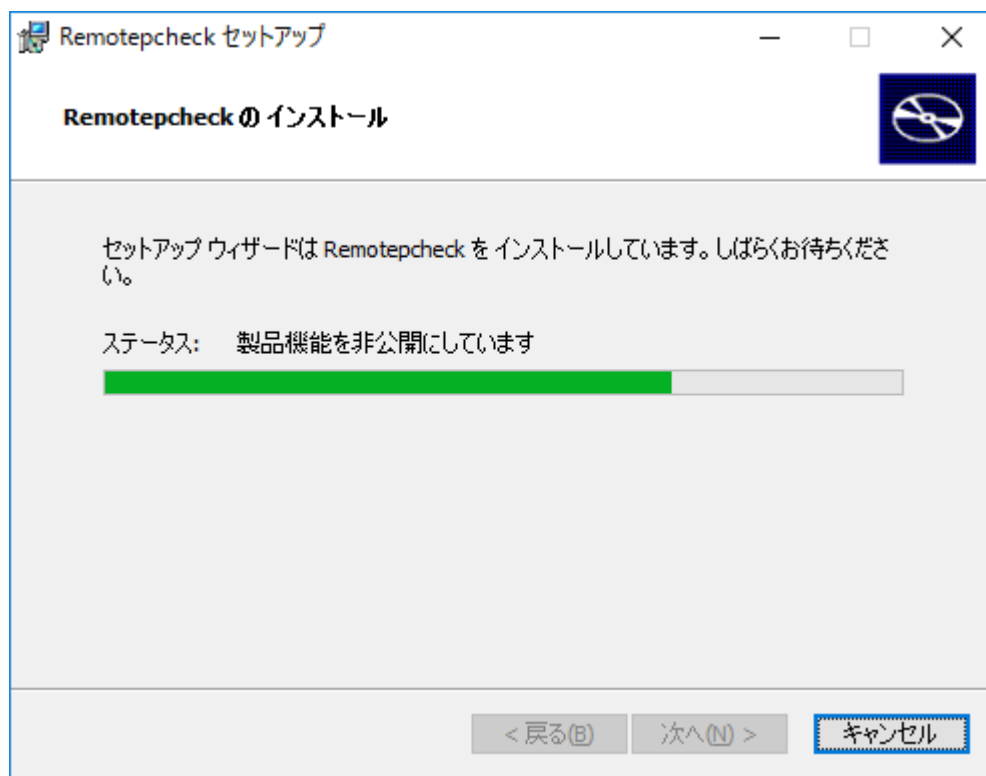 Remotepcheck セットアップ
Remotepcheck の インストール
セットアップ ウィザードは Remotepcheck を インストールしています。しばらくお待ちくださ
い。
ステータス: 製品機能を非公開にしています
< 戻る(B) 次へ(N) > キャンセル